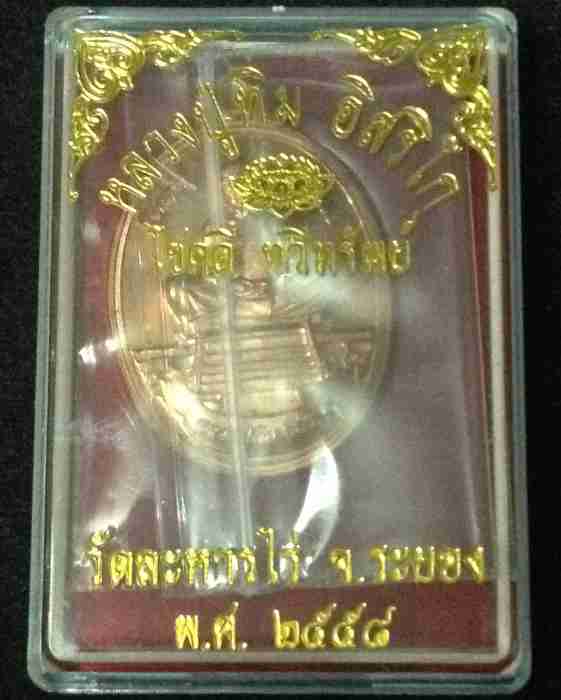 หลวงปู่ทิม อิสริโก
โชคดี ทวีทรัพย์
วัดละหารไร่ จ.ระยอง
พ.ศ. ๒๕๕๘